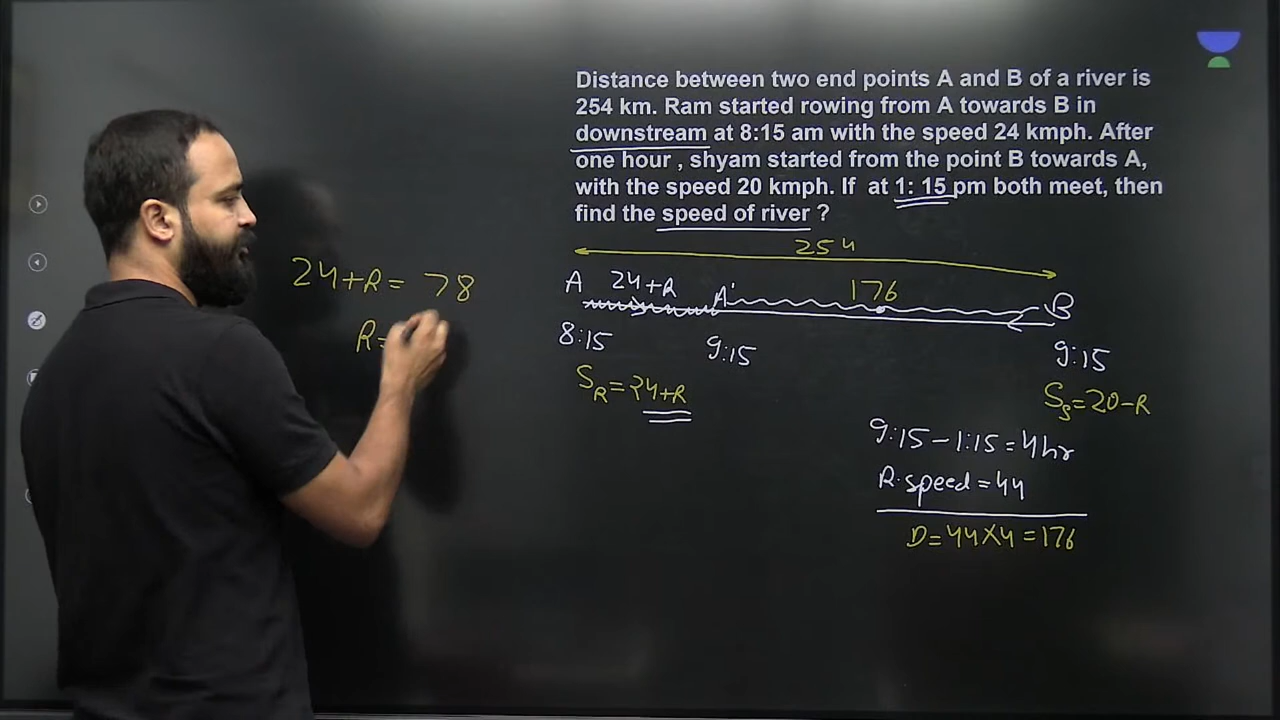 Distance between two end points A and B of a river is
254 km. Ram started rowing from A towards B in
downstream at 8:15 am with the speed 24 kmph. After
one hour , shyam started from the point B towards A,
with the speed 20 kmph. If at 1: 15 pm both meet, then
find the speed of river ?
254
A 24+R A' 176 B
8:15 9:15 9:15
S_R=24+R
S_S=20-R
9:15-1:15=4hr
R.speed=44
D=44×4=176
24+R= 78
R=